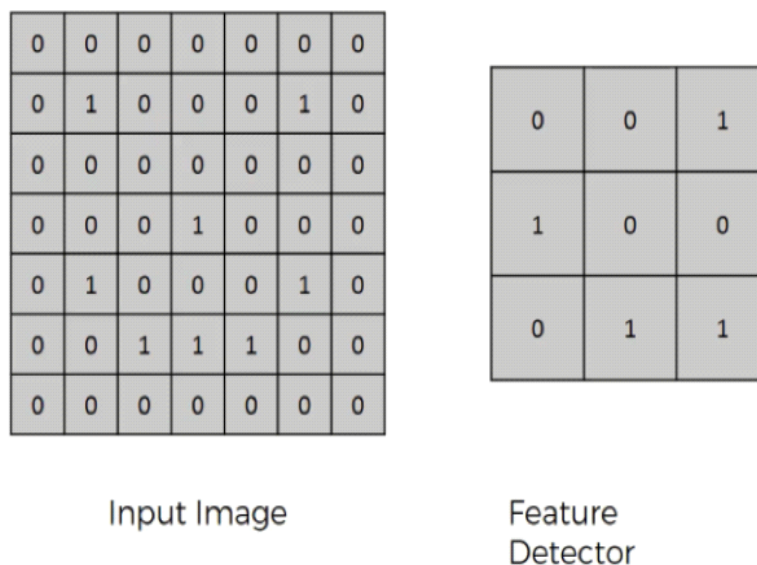 0 0 0 0 0 0 0
0 1 0 0 0 1 0
0 0 0 0 0 0 0
0 0 0 1 0 0 0
0 1 0 0 0 1 0
0 0 1 1 1 0 0
0 0 0 0 0 0 0
0 0 1
1 0 0
0 1 1
Input Image
Feature
Detector